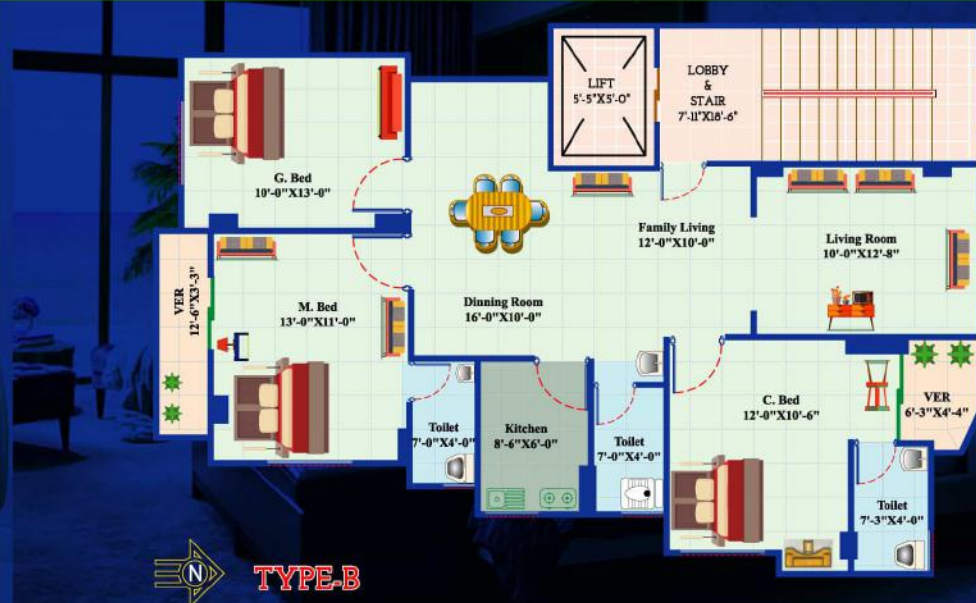 LIFT
5'-5"X5'-0"
LOBBY
&
STAIR
7'-11"X18'-6"
G. Bed
10'-0"X13'-0"
Family Living
12'-0"X10'-0"
Living Room
10'-0"X12'-8"
VER
12'-6"X3'-3"
M. Bed
13'-0"X11'-0"
Dinning Room
16'-0"X10'-0"
C. Bed
12'-0"X10'-6"
VER
6'-3"X4'-4"
Toilet
7'-0"X4'-0"
Kitchen
8'-6"X6'-0"
Toilet
7'-0"X4'-0"
Toilet
7'-3"X4'-0"
N
TYPE-B